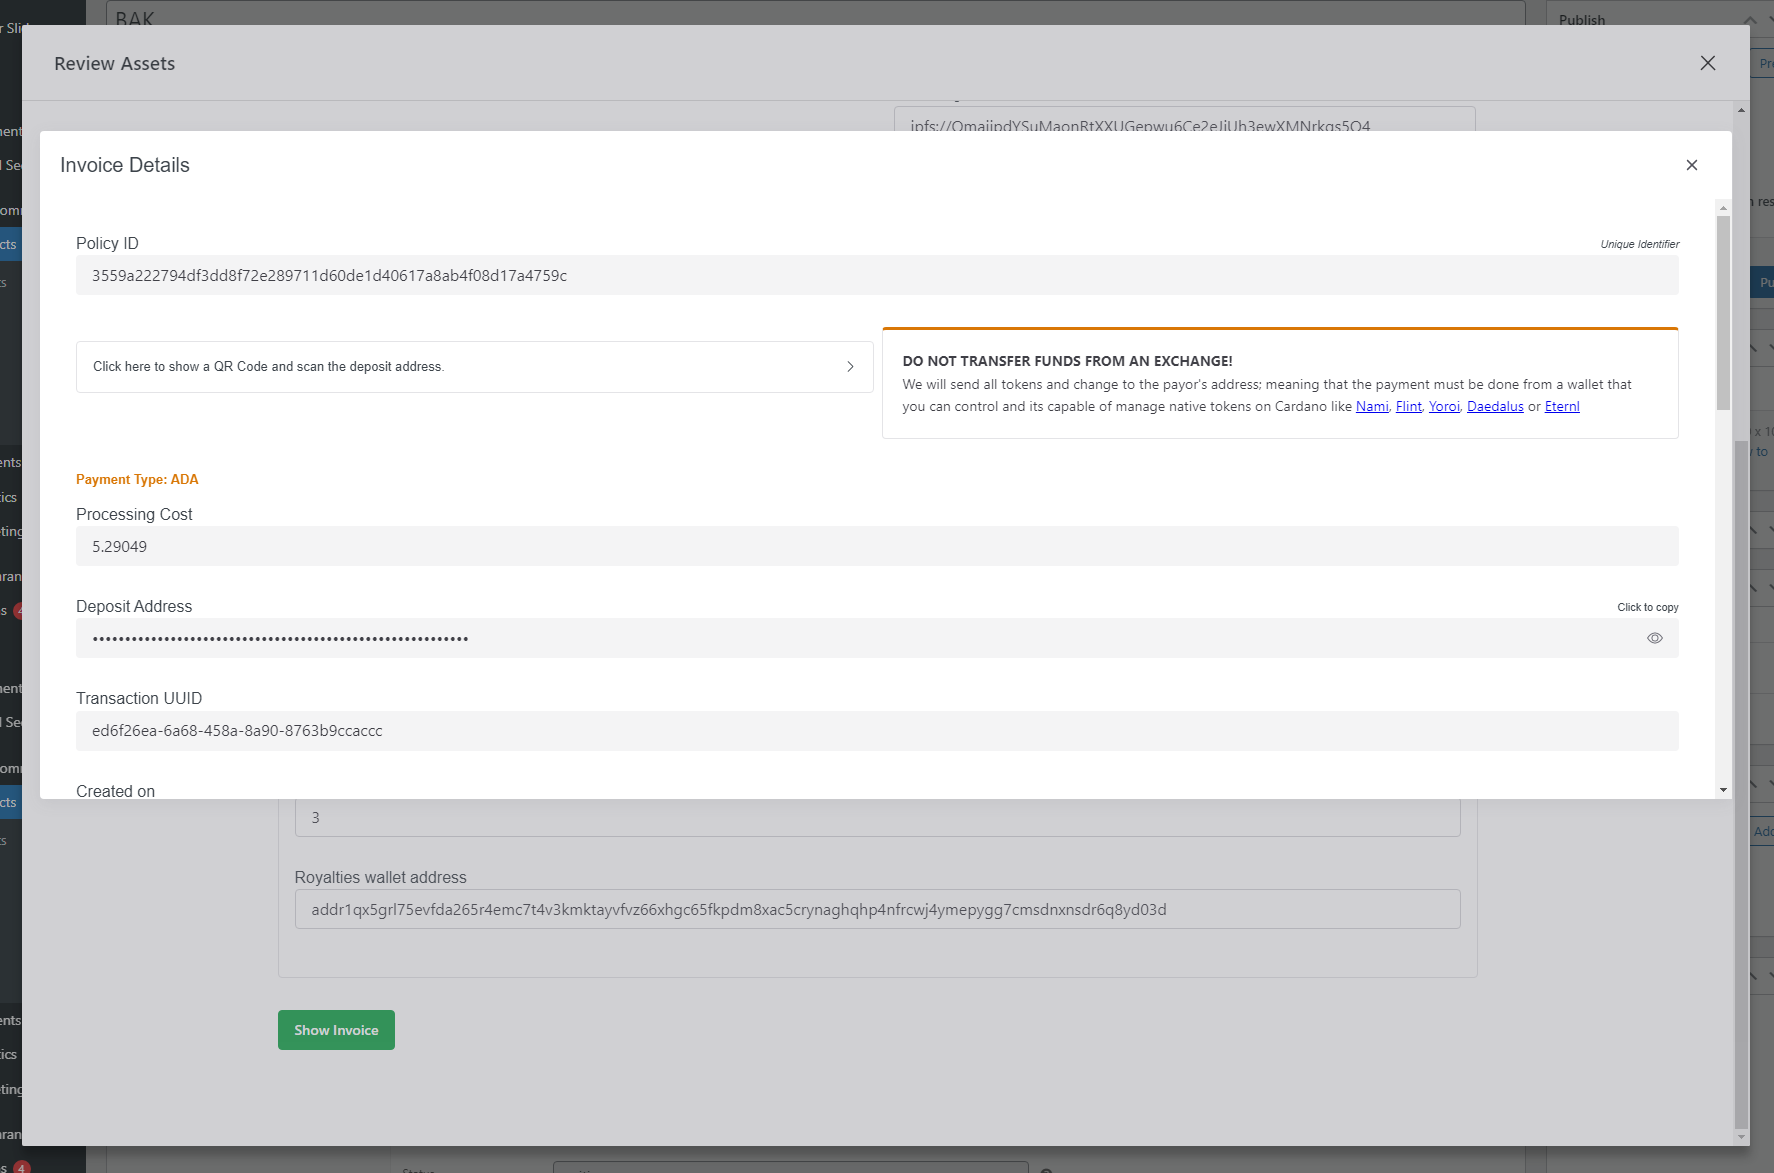 BAK
Publish
Review Assets
Invoice Details
Policy ID
Unique Identifier
3559a222794df3dd8f72e289711d60de1d40617a8ab4f08d17a4759c
Click here to show a QR Code and scan the deposit address.
DO NOT TRANSFER FUNDS FROM AN EXCHANGE!
We will send all tokens and change to the payor's address; meaning that the payment must be done from a wallet that
you can control and its capable of manage native tokens on Cardano like Nami, Flint, Yoroi, Daedalus or Eternl
Payment Type: ADA
Processing Cost
5.29049
Deposit Address
Click to copy
Transaction UUID
ed6f26ea-6a68-458a-8a90-8763b9ccaccc
Created on
3
Royalties wallet address
addr1qx5grl75evfda265r4emc7t4v3kmktayvfvz66xhgc65fkpdm8xac5crynaghqhp4nfrcwj4ymepygg7cmsdnxnsdr6q8yd03d
Show Invoice
4